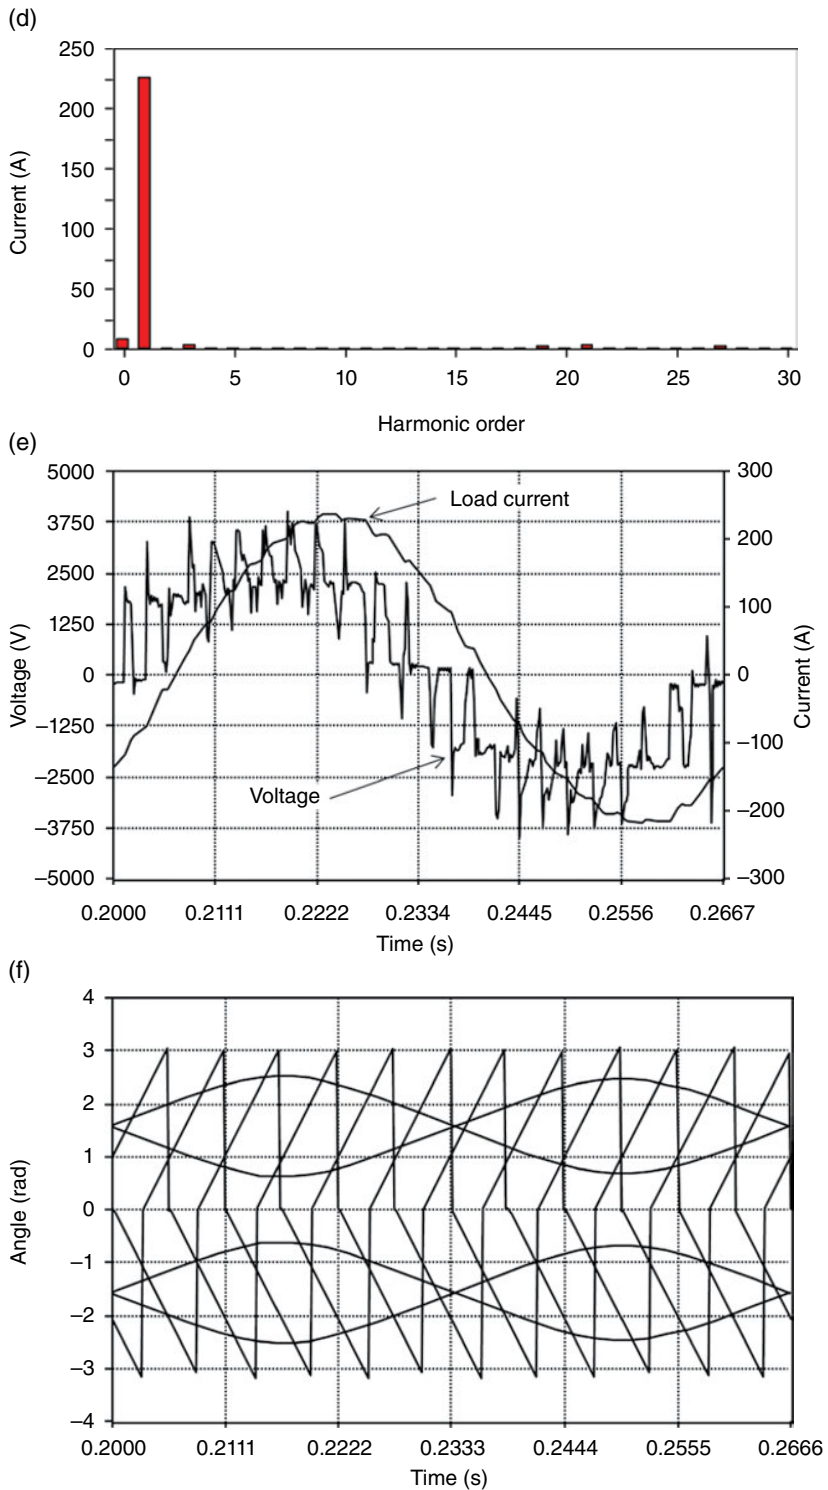 (d)
250
200
150
100
50
0
Current (A)
0 5 10 15 20 25 30
Harmonic order
(e)
5000
3750
2500
1250
0
–1250
–2500
–3750
–5000
Voltage (V)
Load current
Voltage
300
200
100
0
–100
–200
–300
Current (A)
0.2000 0.2111 0.2222 0.2334 0.2445 0.2556 0.2667
Time (s)
(f)
4
3
2
1
0
–1
–2
–3
–4
Angle (rad)
0.2000 0.2111 0.2222 0.2333 0.2444 0.2555 0.2666
Time (s)